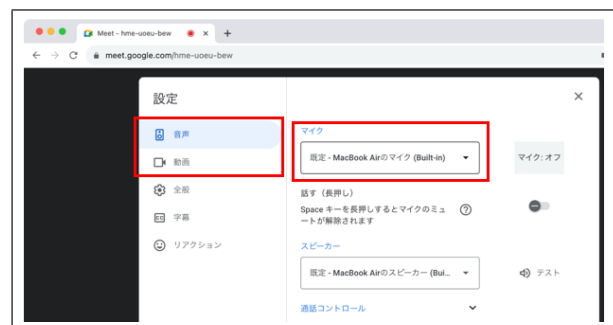 Meet - hme-uoeu-bew
meet.google.com/hme-uoeu-bew
設定
音声
動画
全般
字幕
リアクション
マイク
既定 - MacBook Airのマイク (Built-in)
マイク: オフ
話す（長押し）
Space キーを長押しするとマイクのミュ
ートが解除されます
スピーカー
既定 - MacBook Airのスピーカー (Bui...
テスト
通話コントロール